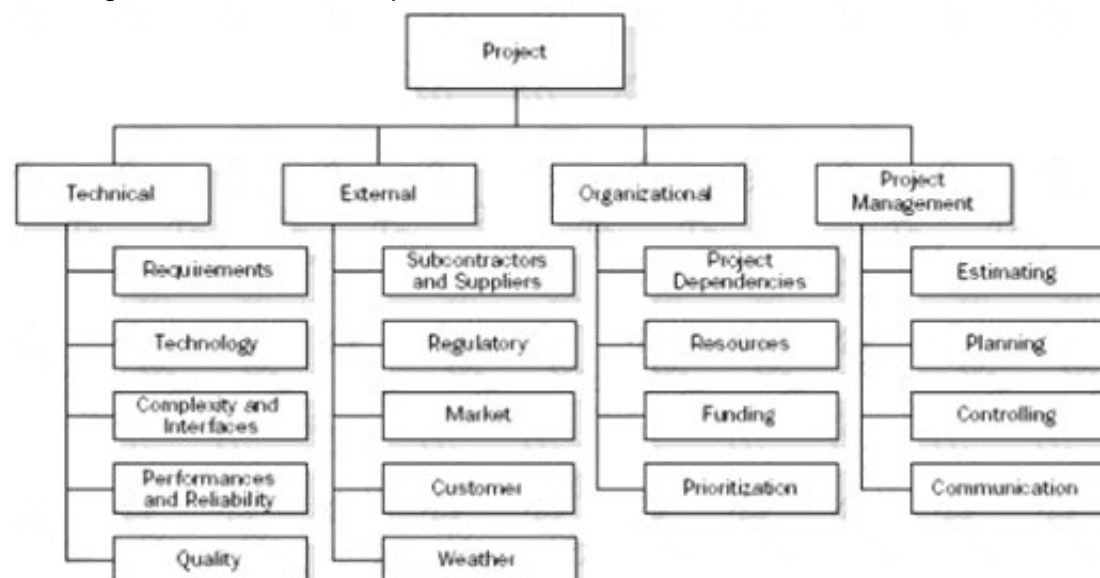 Project
Technical
External
Organizational
Project
Management
Requirements
Technology
Complexity and
Interfaces
Performances
and Reliability
Quality
Subcontractors
and Suppliers
Regulatory
Market
Customer
Weather
Project
Dependencies
Resources
Funding
Prioritization
Estimating
Planning
Controlling
Communication